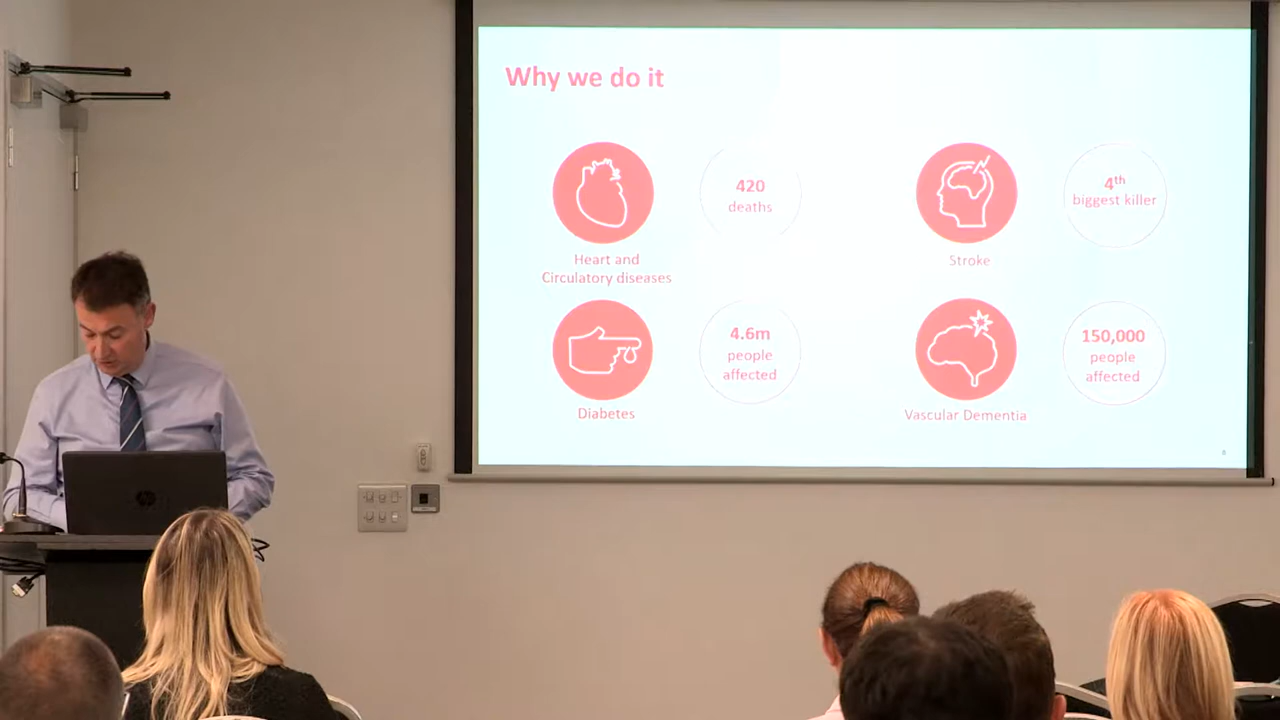 Why we do it
420
deaths
Heart and
Circulatory diseases
4th
biggest killer
Stroke
4.6m
people
affected
Diabetes
150,000
people
affected
Vascular Dementia
hp